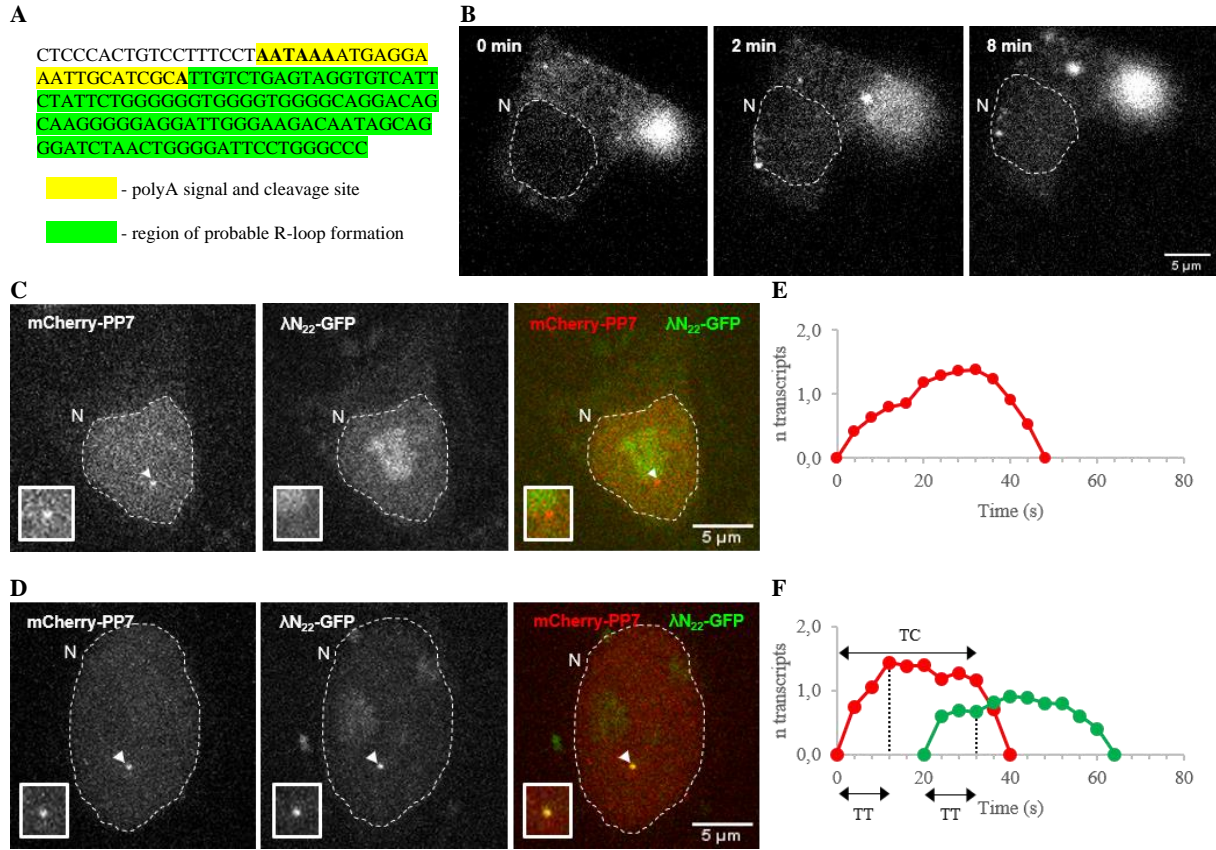 A
CTCCCACTGTCCTTTCCTAATAAAATGAGGA
AATTGCATCGCATTGTCTGAGTAGGTGTCATT
CTATTCTGGGGGGTGGGGTGGGGCAGGACAG
CAAGGGGGAGGATTGGGAAGACAATAGCAG
GGATCTAACTGGGGATTCCTGGGCCC
- polyA signal and cleavage site
- region of probable R-loop formation
B
0 min
N
2 min
N
8 min
N
5 µm
C
mCherry-PP7
N
λN22-GFP
N
mCherry-PP7 λN22-GFP
N
5 µm
E
n transcripts
2,0
1,0
0,0
0 20 40 60 80
Time (s)
D
mCherry-PP7
N
λN22-GFP
N
mCherry-PP7 λN22-GFP
N
5 µm
F
n transcripts
2,0
1,0
0,0
TC
0 20 40 60 80
TT TT Time (s)